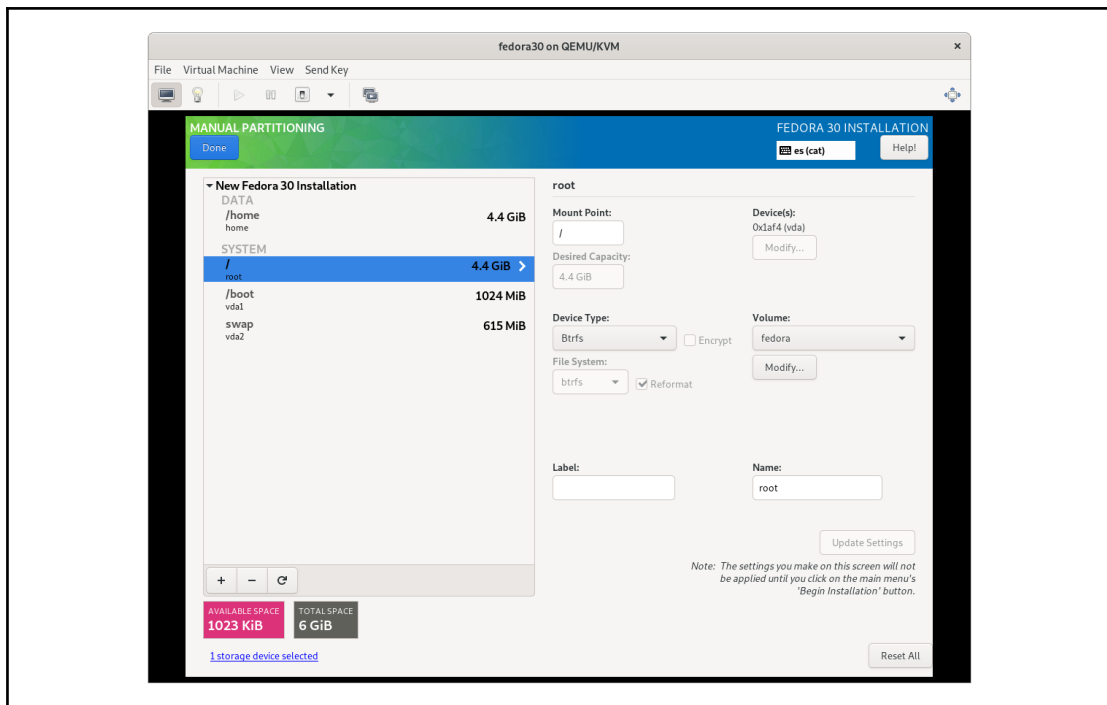 fedora30 on QEMU/KVM ×
File Virtual Machine View Send Key
MANUAL PARTITIONING
FEDORA 30 INSTALLATION
Done
es (cat)
Help!
New Fedora 30 Installation
DATA
/home
4.4 GiB
home
SYSTEM
/
4.4 GiB
root
/boot
1024 MiB
vda1
swap
615 MiB
vda2
+ −
AVAILABLE SPACE
1023 KiB
TOTAL SPACE
6 GiB
1 storage device selected
root
Mount Point:
/
Desired Capacity:
4.4 GiB
Device(s):
0x1af4 (vda)
Modify...
Device Type:
Btrfs
Encrypt
File System:
btrfs
Reformat
Volume:
fedora
Modify...
Label:
Name:
root
Update Settings
Note: The settings you make on this screen will not
be applied until you click on the main menu's
'Begin Installation' button.
Reset All